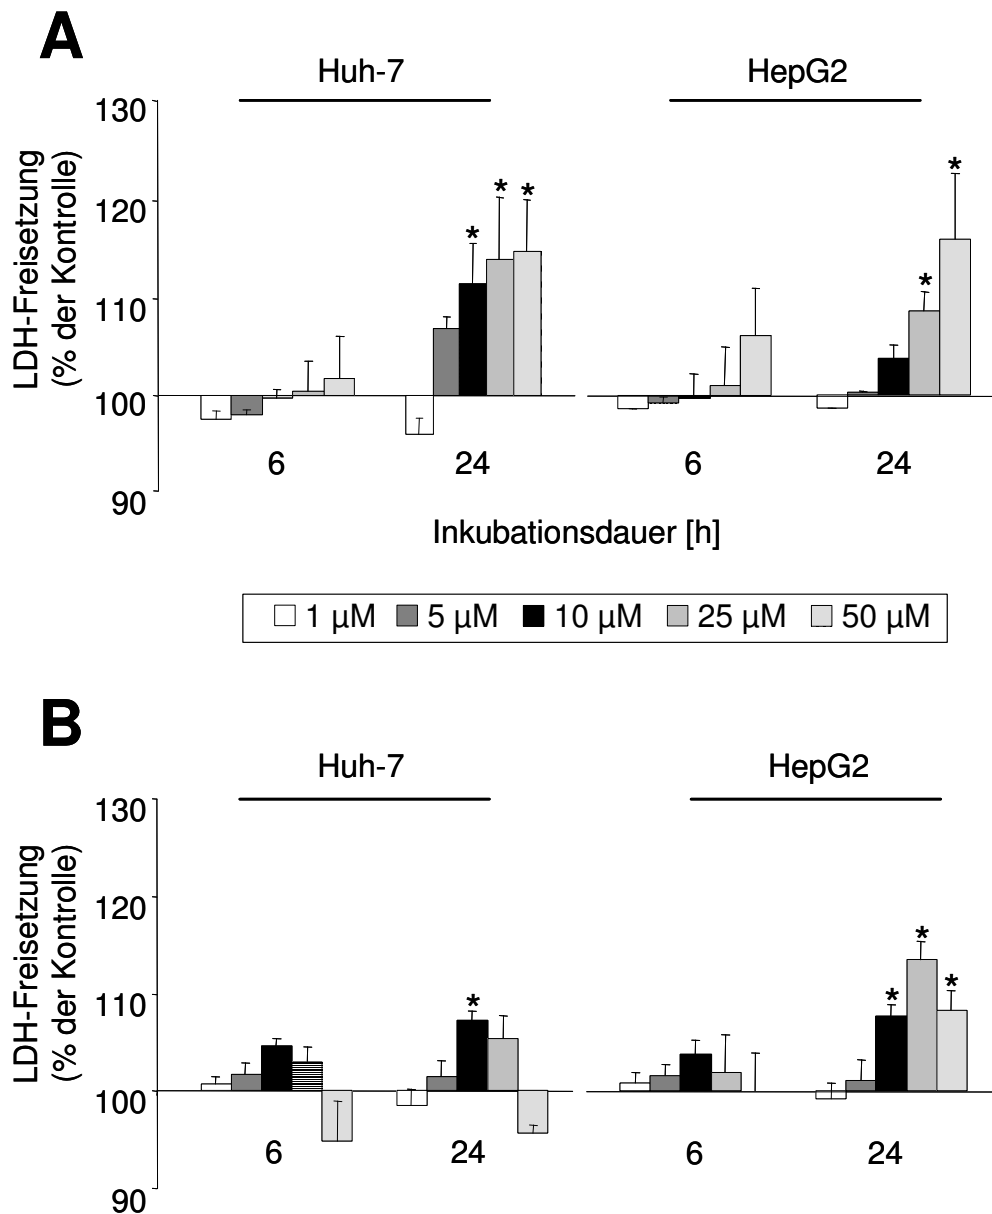 A
Huh-7 HepG2
LDH-Freisetzung
(% der Kontrolle)
130
120
110
100
90
* * * * *
6 24 6 24
Inkubationsdauer [h]
1 µM 5 µM 10 µM 25 µM 50 µM
B
Huh-7 HepG2
LDH-Freisetzung
(% der Kontrolle)
130
120
110
100
90
* * * *
6 24 6 24